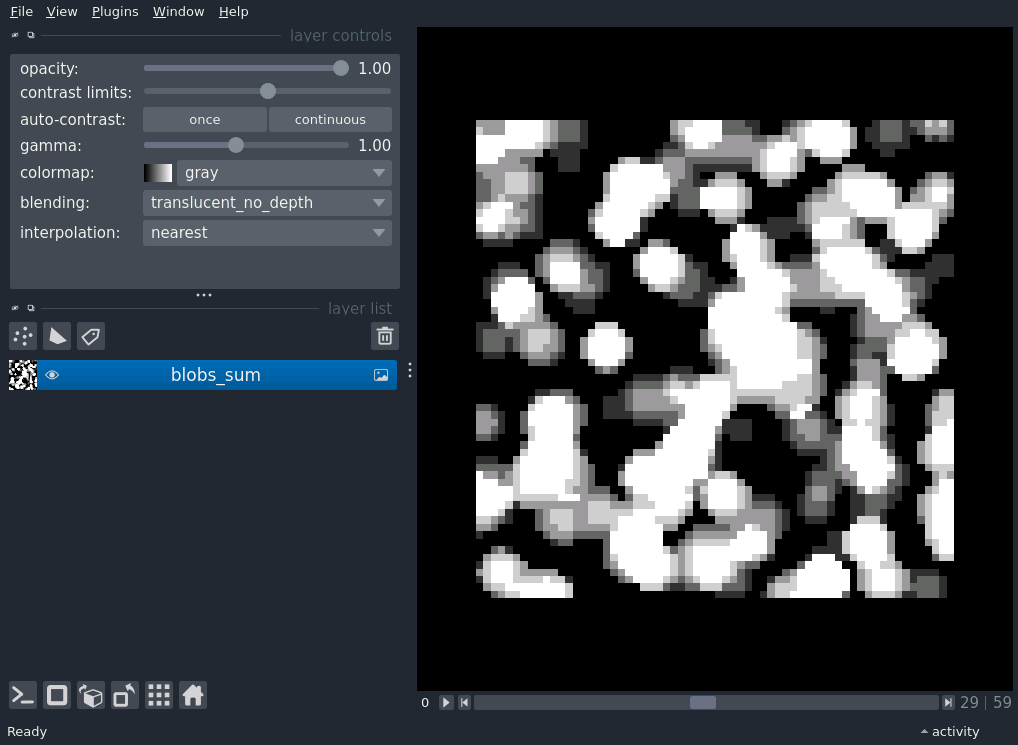 File View Plugins Window Help
layer controls
opacity: 1.00
contrast limits:
auto-contrast: once continuous
gamma: 1.00
colormap: gray
blending: translucent_no_depth
interpolation: nearest
layer list
blobs_sum
0 29 | 59
Ready activity